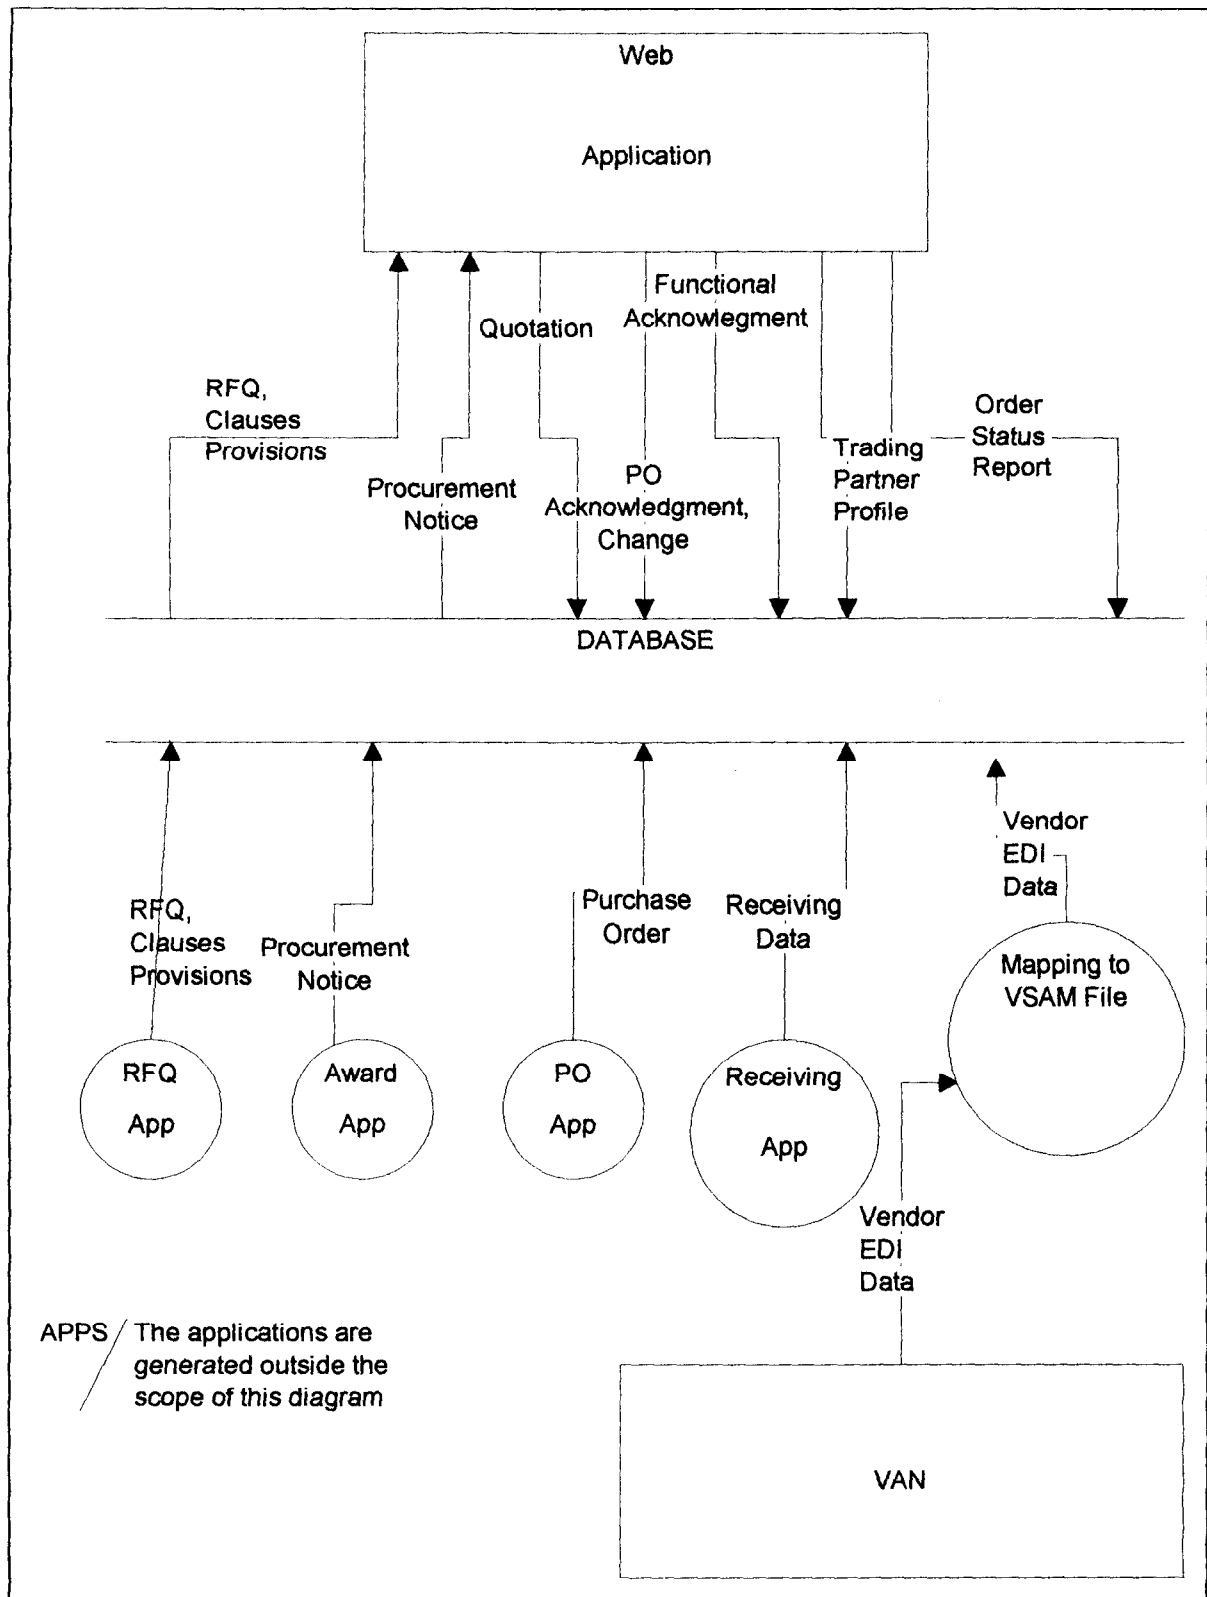 Web
Application
Functional
Acknowlegment
Quotation
RFQ,
Clauses
Provisions
Order
Status
Report
Trading
Partner
Profile
Procurement
Notice
PO
Acknowledgment,
Change
DATABASE
Vendor
EDI
Data
RFQ,
Clauses
Provisions
Procurement
Notice
Purchase
Order
Receiving
Data
Mapping to
VSAM File
RFQ
App
Award
App
PO
App
Receiving
App
Vendor
EDI
Data
APPS
The applications are
generated outside the
scope of this diagram
VAN